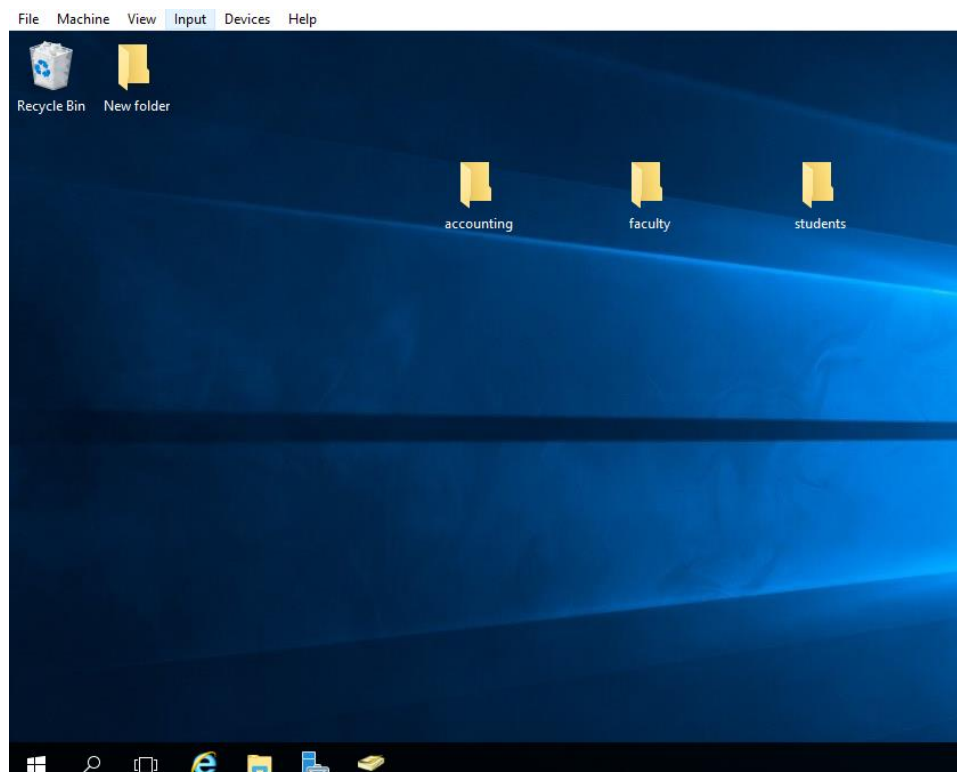 File Machine View Input Devices Help
Recycle Bin New folder
accounting faculty students